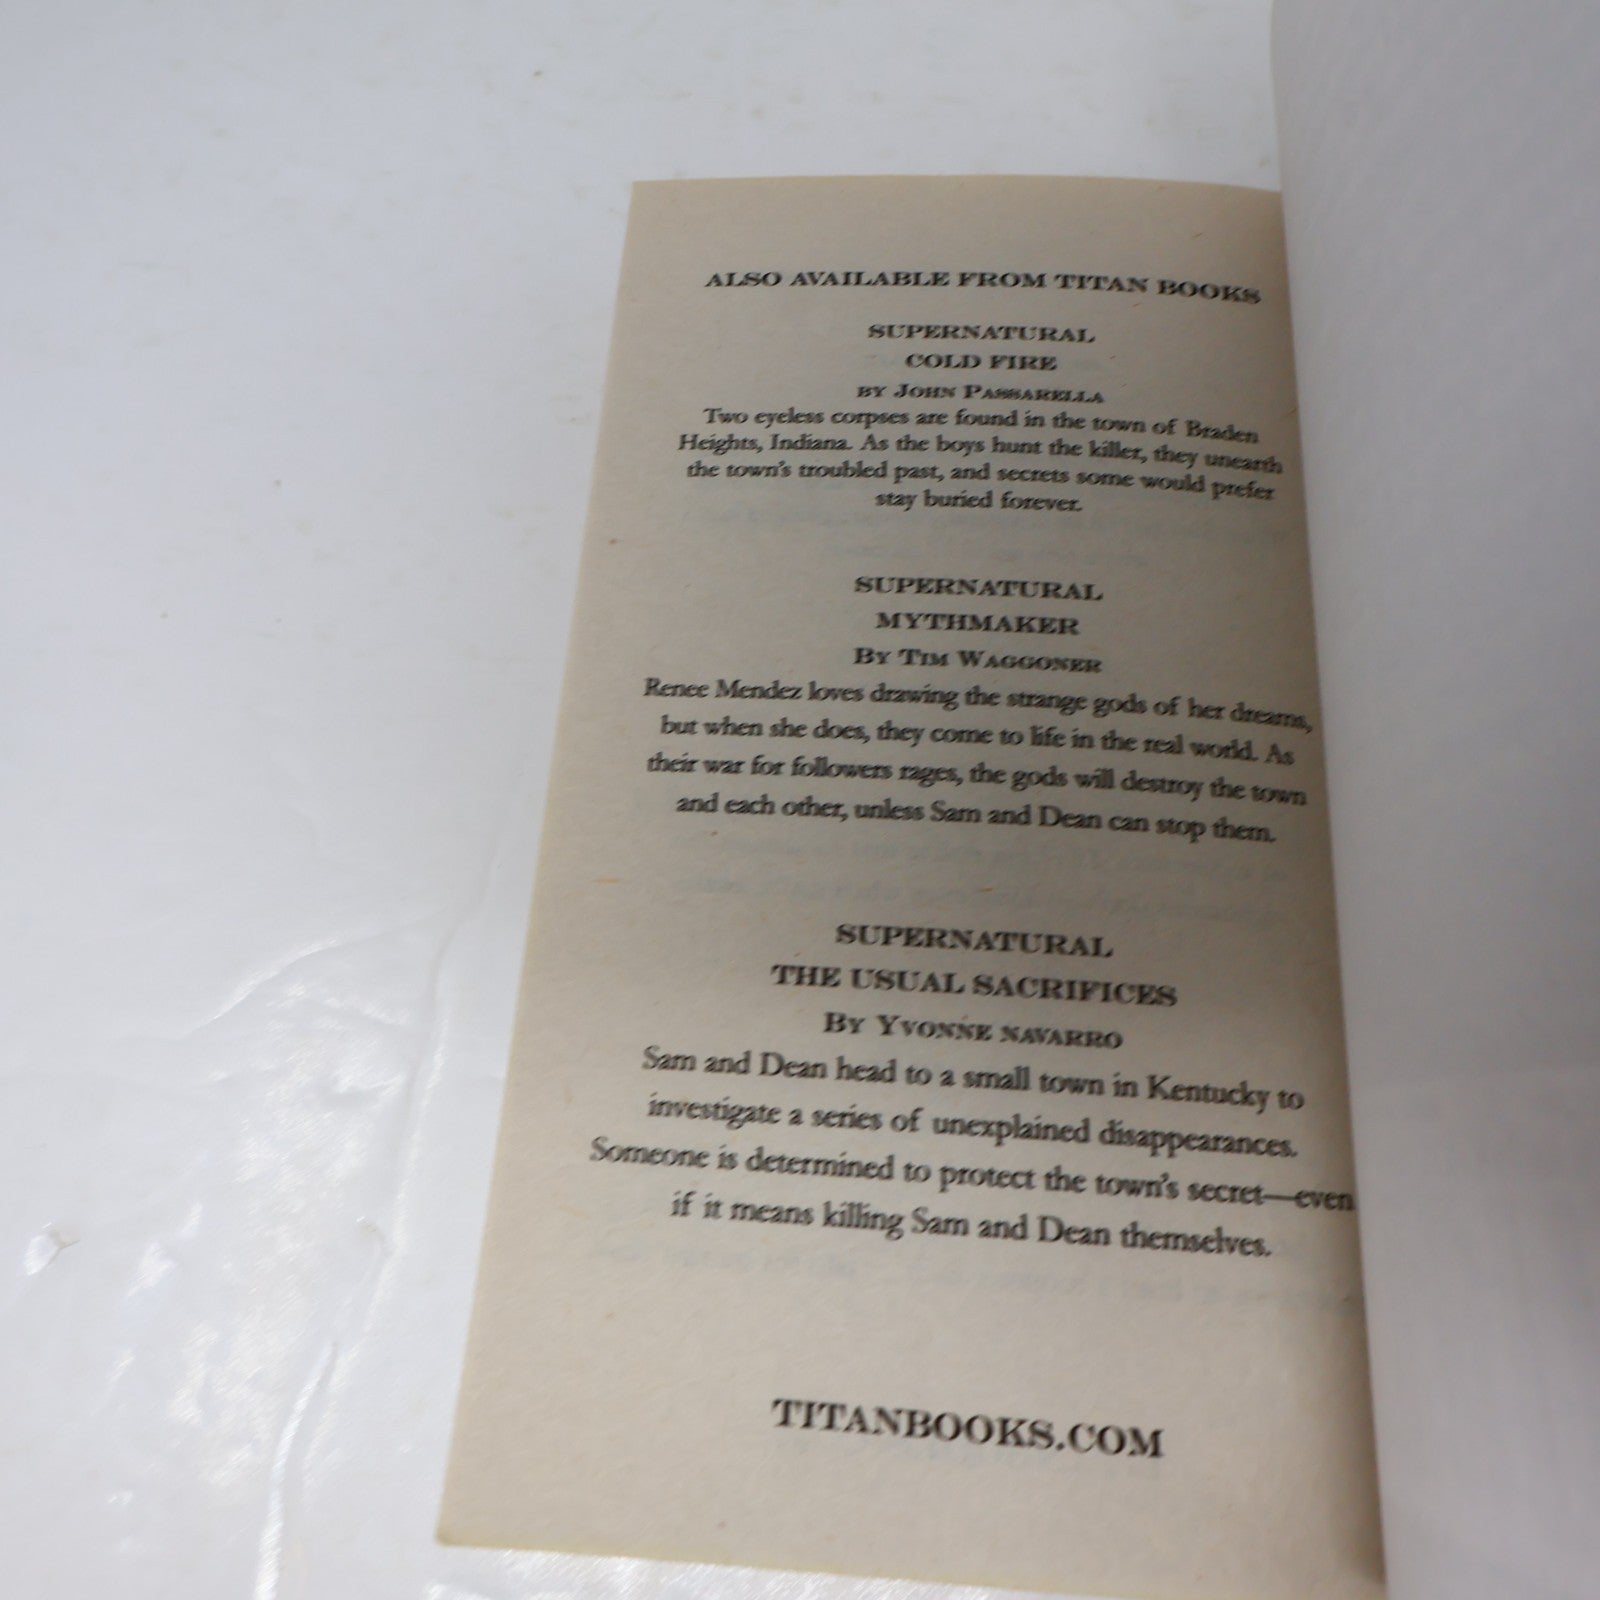 ALSO AVAILABLE FROM TITAN BOOKS
SUPERNATURAL
COLD FIRE
BY JOHN PASSARELLA
Two eyeless corpses are found in the town of Braden
Heights, Indiana. As the boys hunt the killer, they unearth
the town's troubled past, and secrets some would prefer
stay buried forever.
SUPERNATURAL
MYTHMAKER
BY TIM WAGGONER
Renee Mendez loves drawing the strange gods of her dreams,
but when she does, they come to life in the real world. As
their war for followers rages, the gods will destroy the town
and each other, unless Sam and Dean can stop them.
SUPERNATURAL
THE USUAL SACRIFICES
BY YVONNE NAVARRO
Sam and Dean head to a small town in Kentucky to
investigate a series of unexplained disappearances.
Someone is determined to protect the town's secret—even
if it means killing Sam and Dean themselves.
TITANBOOKS.COM